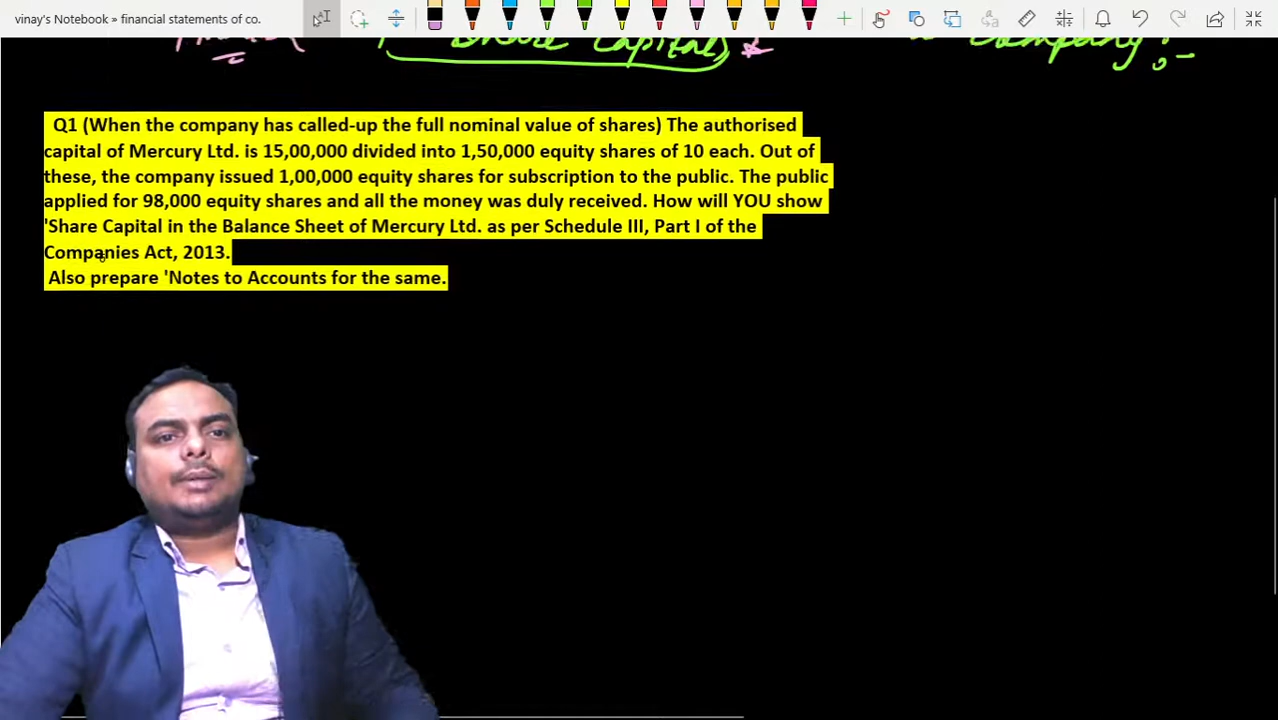 vinay's Notebook » financial statements of co.
Share Capital Company :-
Q1 (When the company has called-up the full nominal value of shares) The authorised
capital of Mercury Ltd. is 15,00,000 divided into 1,50,000 equity shares of 10 each. Out of
these, the company issued 1,00,000 equity shares for subscription to the public. The public
applied for 98,000 equity shares and all the money was duly received. How will YOU show
'Share Capital in the Balance Sheet of Mercury Ltd. as per Schedule III, Part I of the
Companies Act, 2013.
Also prepare 'Notes to Accounts for the same.